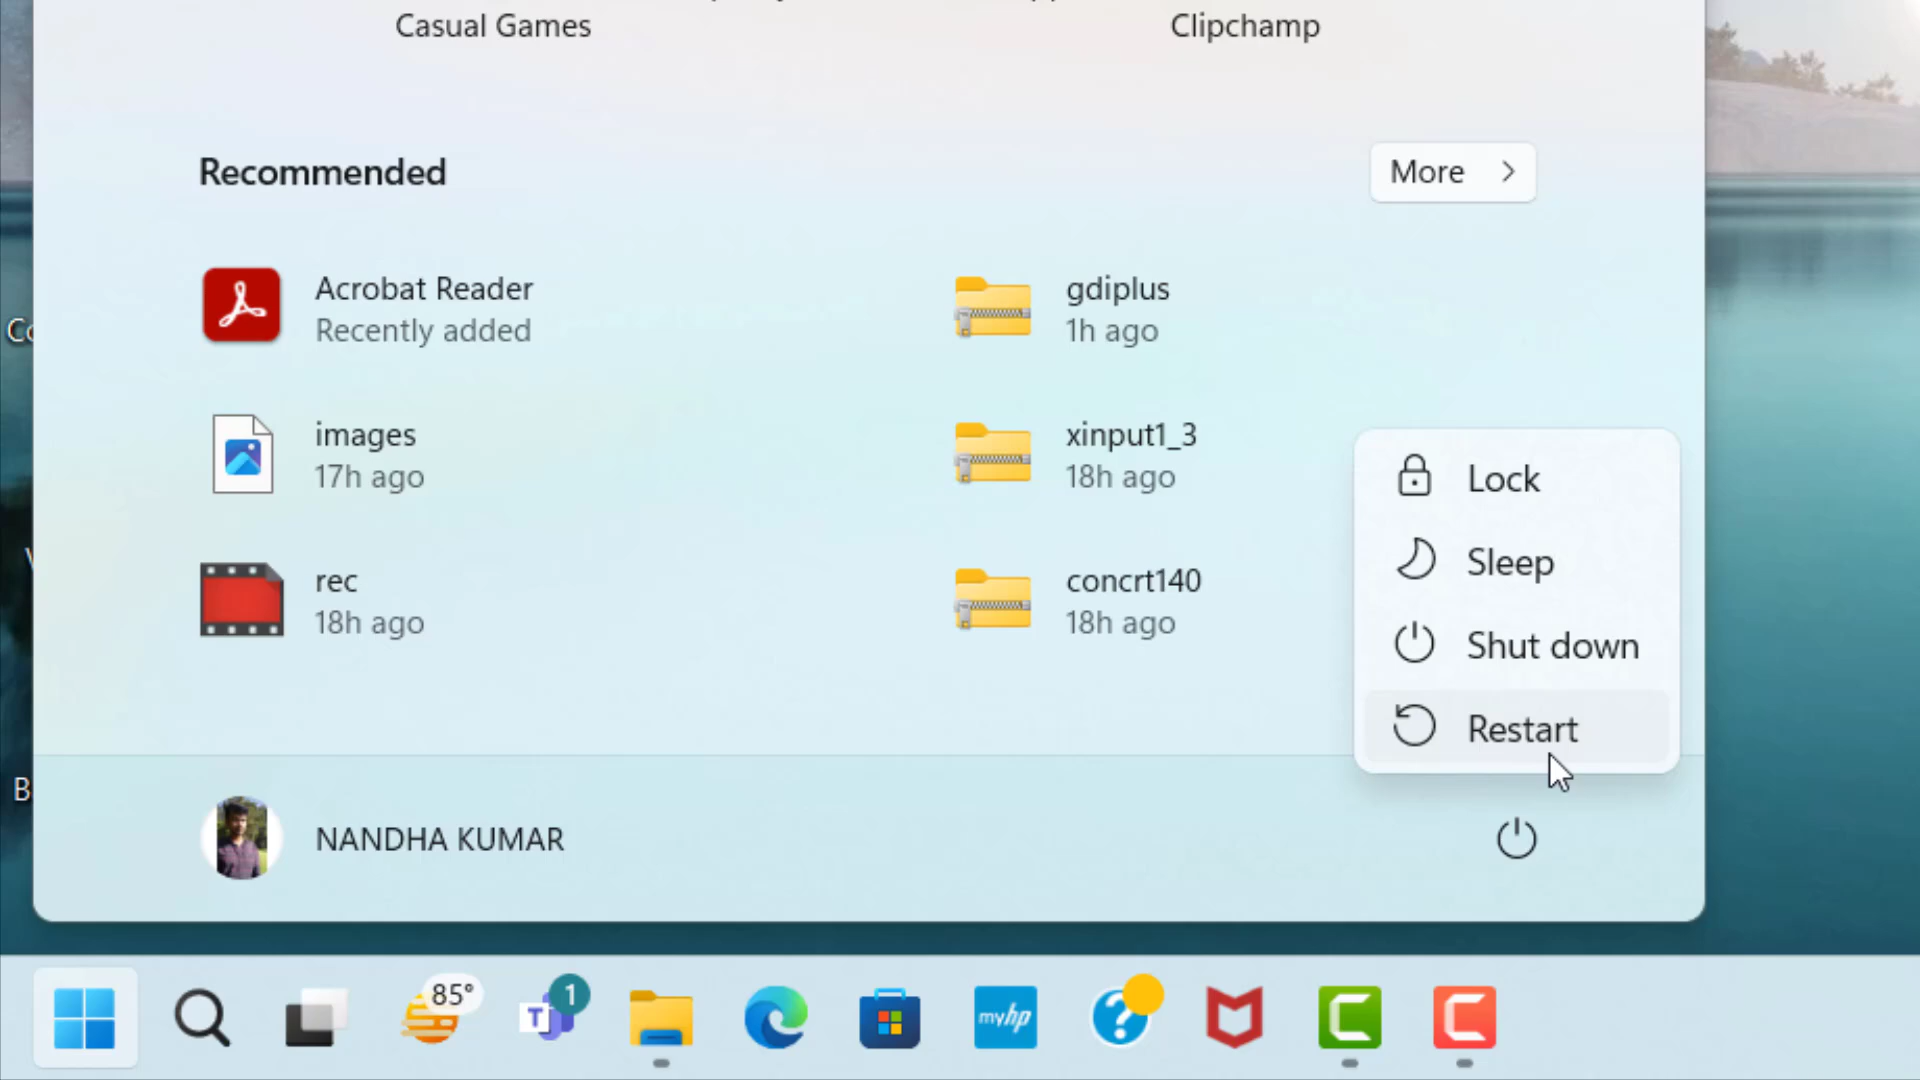 Casual Games
Clipchamp
Recommended
More
Acrobat Reader
Recently added
gdiplus
1h ago
images
17h ago
xinput1_3
18h ago
rec
18h ago
concrt140
18h ago
Lock
Sleep
Shut down
Restart
NANDHA KUMAR
85°
T
1
myhp
?